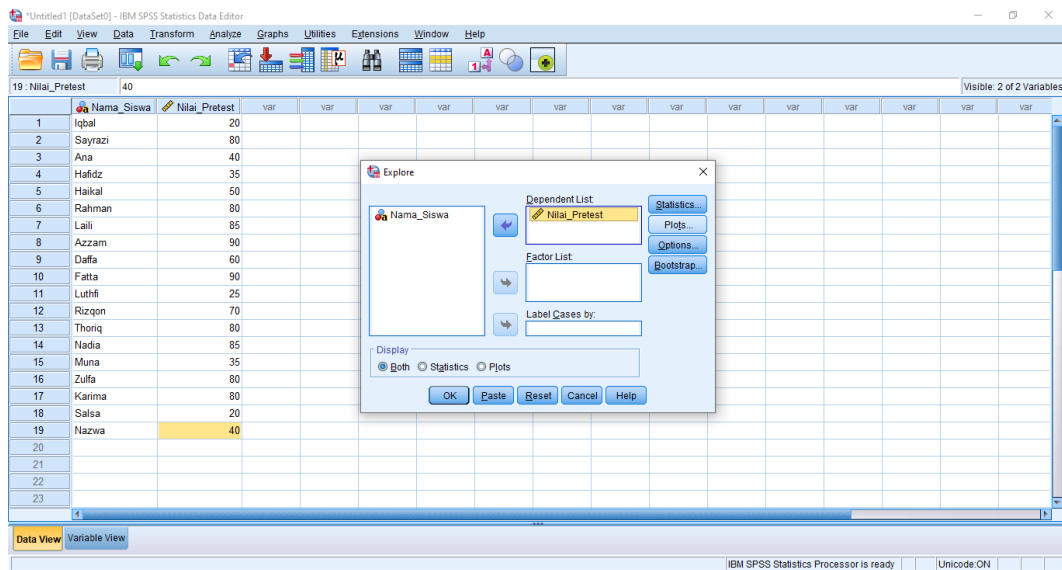 *Untitled1 [DataSet0] - IBM SPSS Statistics Data Editor
File Edit View Data Transform Analyze Graphs Utilities Extensions Window Help
19 : Nilai_Pretest 40 Visible: 2 of 2 Variables
Nama_Siswa Nilai_Pretest var var var var var var var var var var var var var
1 Iqbal 20
2 Sayrazi 80
3 Ana 40
4 Hafidz 35
5 Haikal 50
6 Rahman 80
7 Laili 85
8 Azzam 90
9 Daffa 60
10 Fatta 90
11 Luthfi 25
12 Rizqon 70
13 Thoriq 80
14 Nadia 85
15 Muna 35
16 Zulfa 80
17 Karima 80
18 Salsa 20
19 Nazwa 40
20
21
22
23
Explore
Nama_Siswa
Dependent List:
Nilai_Pretest
Factor List:
Label Cases by:
Statistics...
Plots...
Options...
Bootstrap...
Display
Both Statistics Plots
OK Paste Reset Cancel Help
Data View Variable View
IBM SPSS Statistics Processor is ready Unicode:ON